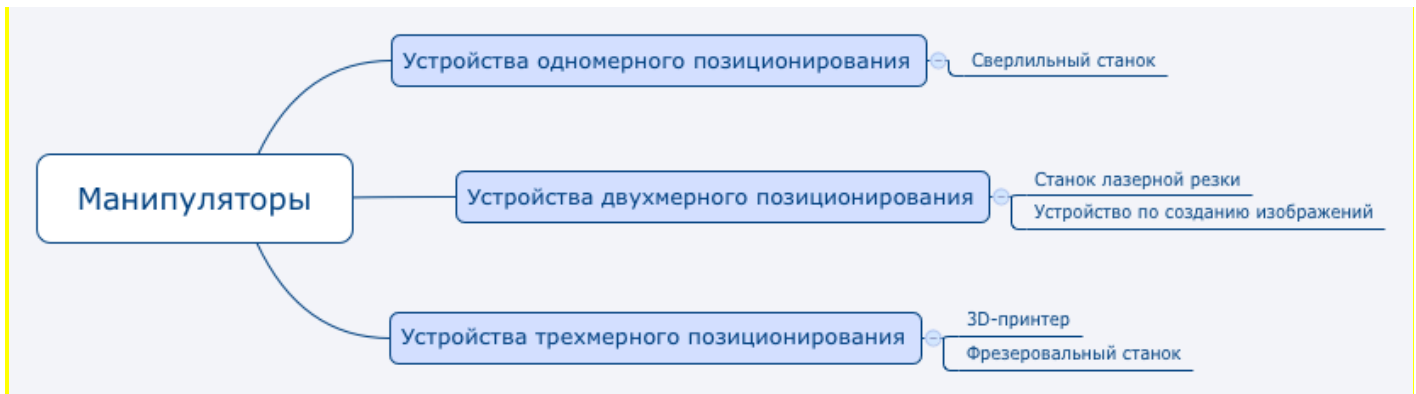 Манипуляторы
Устройства одномерного позиционирования
Сверлильный станок
Устройства двухмерного позиционирования
Станок лазерной резки
Устройство по созданию изображений
Устройства трехмерного позиционирования
3D-принтер
Фрезеровальный станок